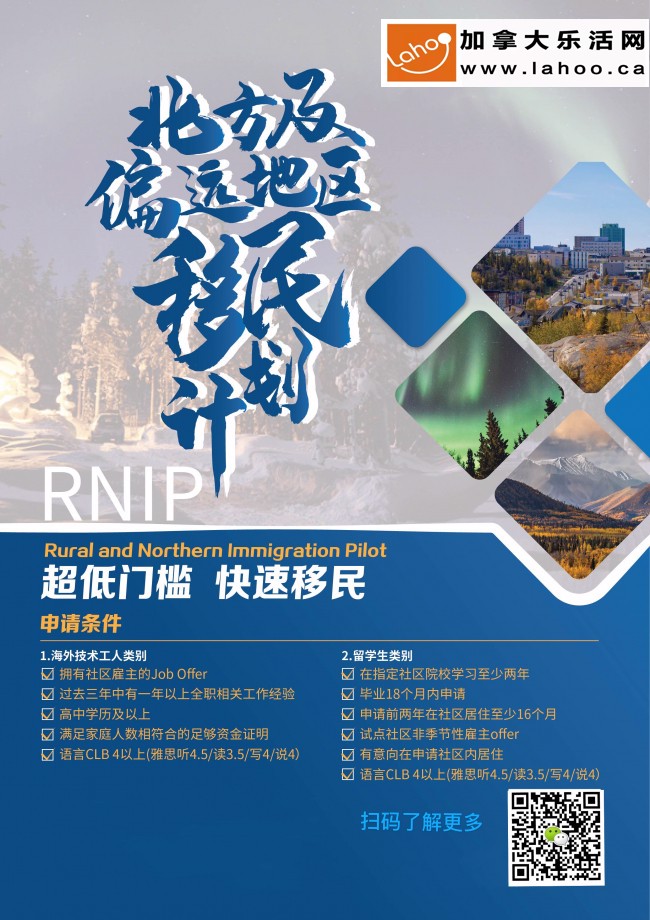 Lahoo
加拿大乐活网
www.lahoo.ca
北方及
偏远地区
移民
计划
RNIP
Rural and Northern Immigration Pilot
超低门槛 快速移民
申请条件
1.海外技术工人类别
拥有社区雇主的Job Offer
过去三年中有一年以上全职相关工作经验
高中学历及以上
满足家庭人数相符合的足够资金证明
语言CLB 4以上(雅思听4.5/读3.5/写4/说4)
2.留学生类别
在指定社区院校学习至少两年
毕业18个月内申请
申请前两年在社区居住至少16个月
试点社区非季节性雇主offer
有意向在申请社区内居住
语言CLB 4以上(雅思听4.5/读3.5/写4/说4)
扫码了解更多